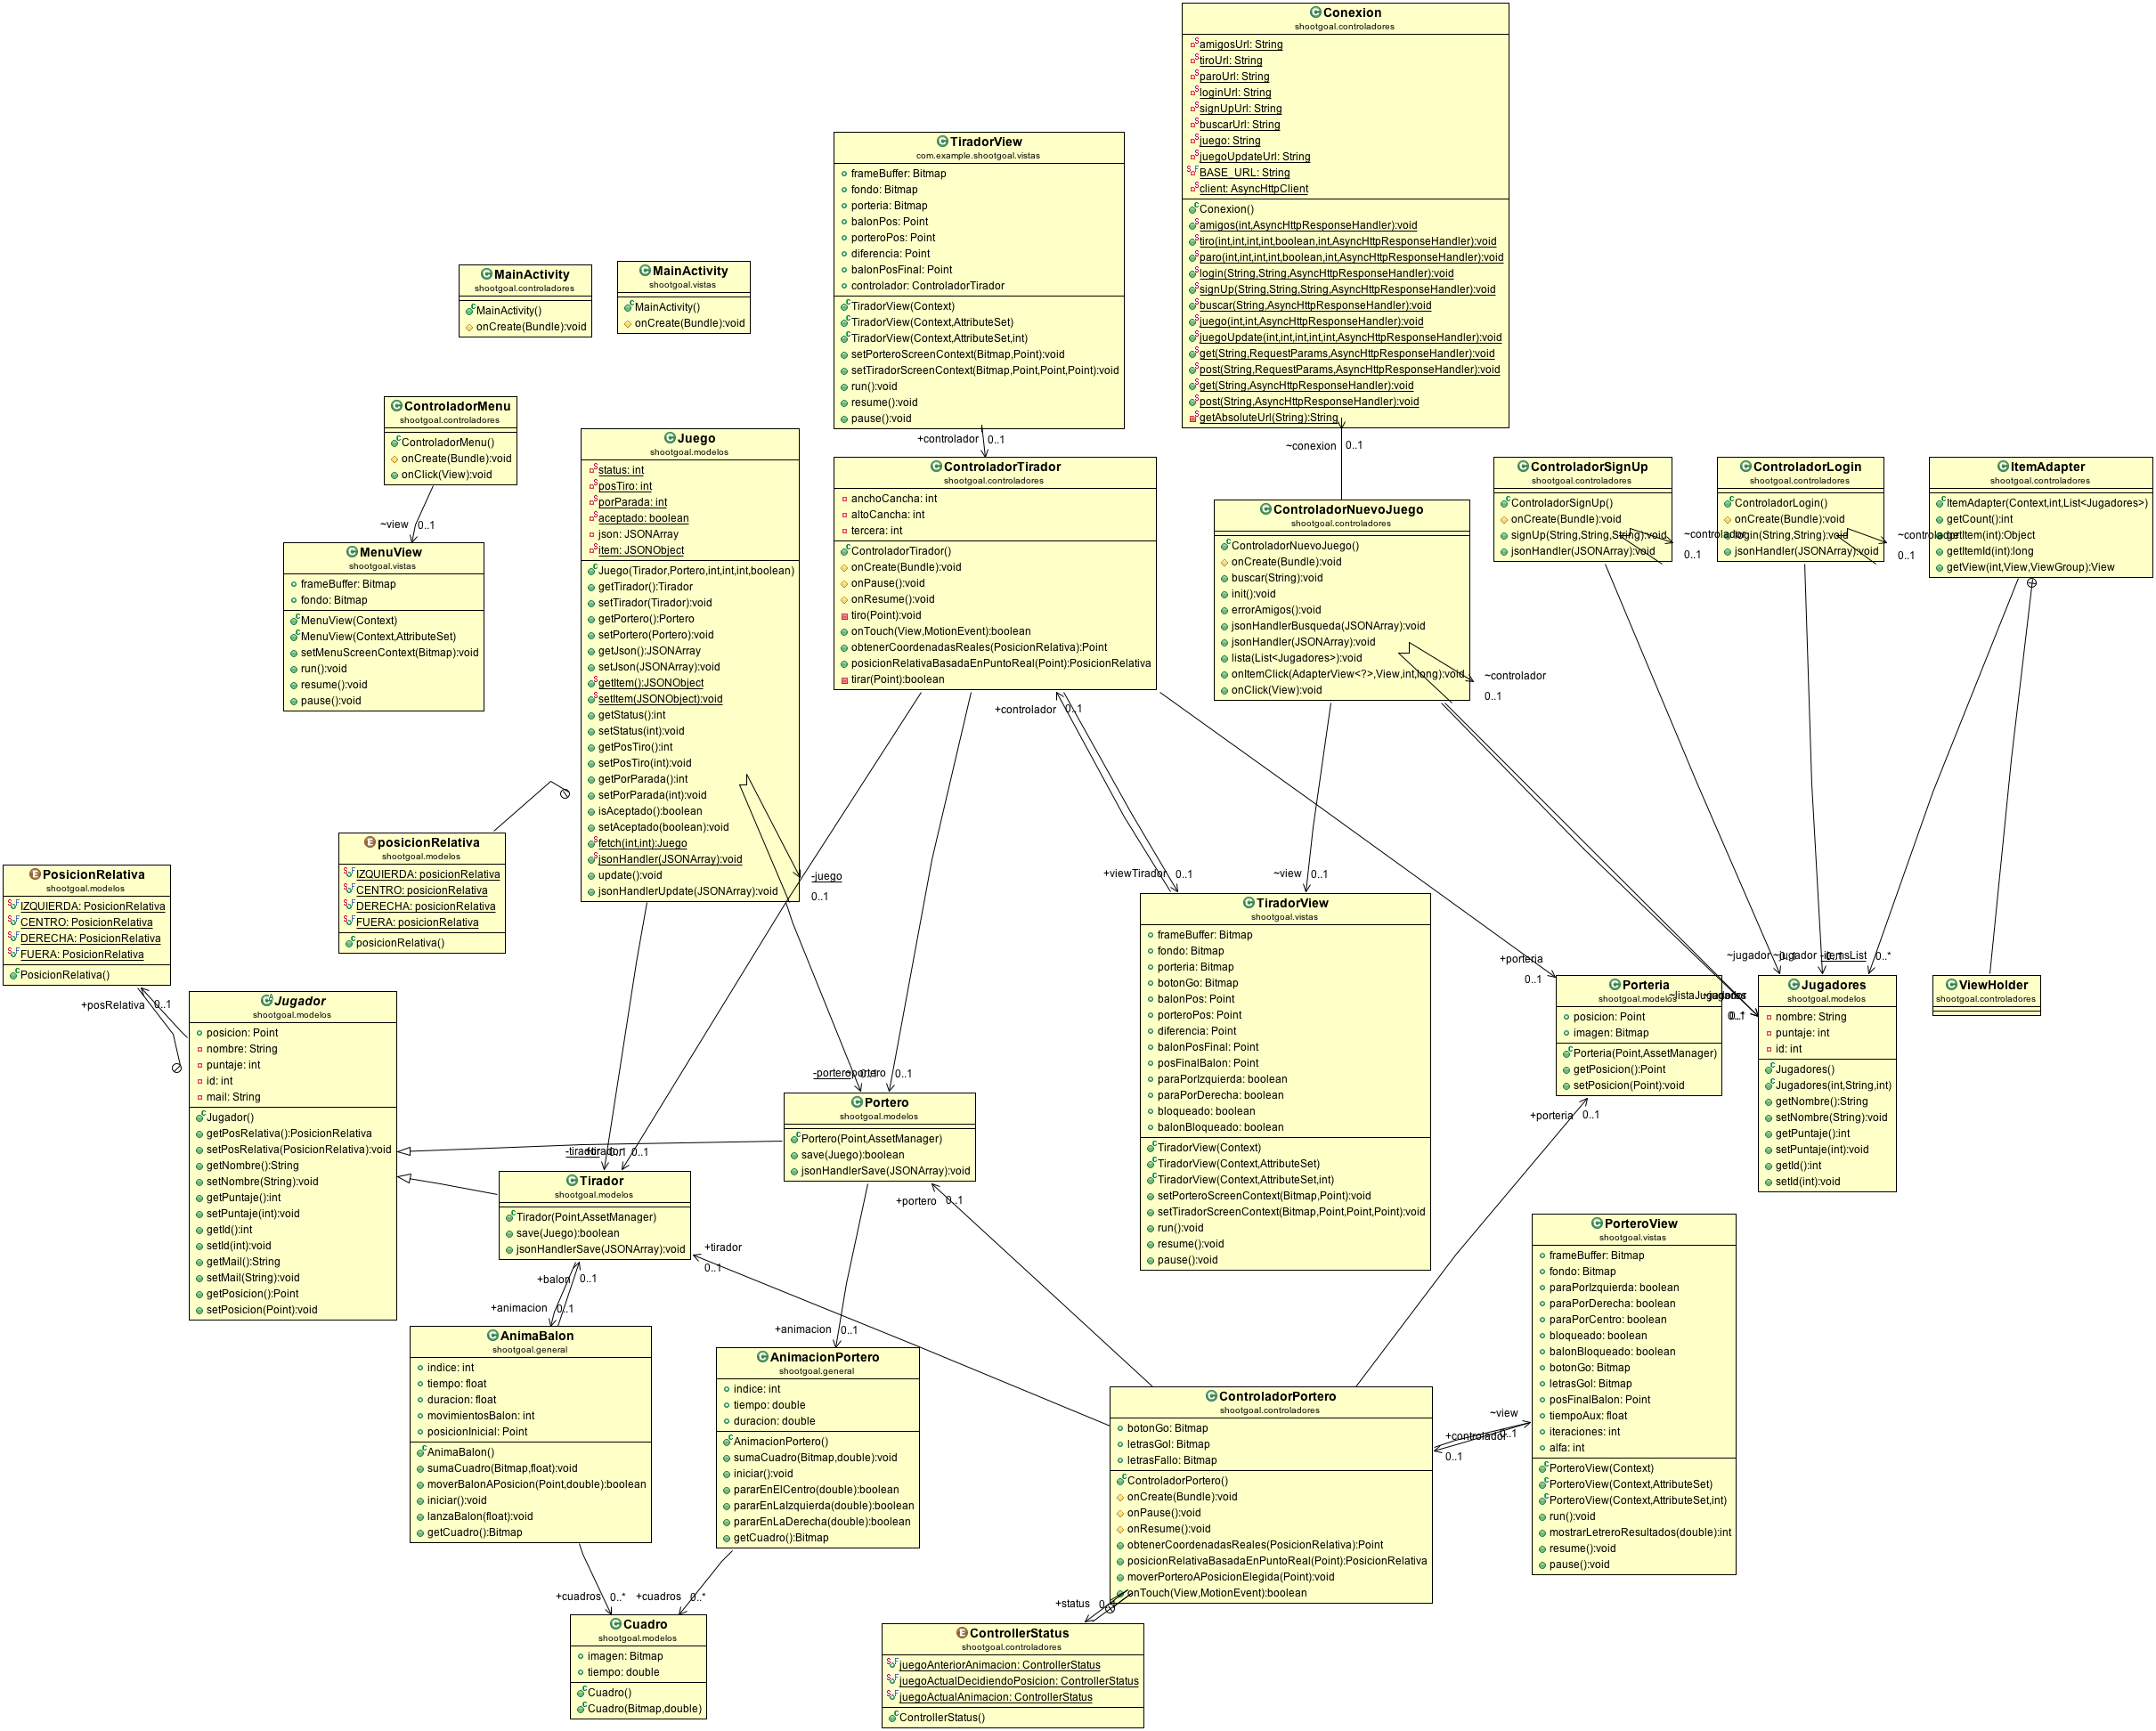 Conexion
shootgoal.controladores
amigosUrl: String
tiroUrl: String
paroUrl: String
loginUrl: String
signUpUrl: String
buscarUrl: String
juego: String
juegoUpdateUrl: String
BASE_URL: String
client: AsyncHttpClient
Conexion()
amigos(int,AsyncHttpResponseHandler):void
tiro(int,int,int,int,boolean,int,AsyncHttpResponseHandler):void
paro(int,int,int,int,boolean,int,AsyncHttpResponseHandler):void
login(String,String,AsyncHttpResponseHandler):void
signUp(String,String,String,AsyncHttpResponseHandler):void
buscar(String,AsyncHttpResponseHandler):void
juego(int,int,AsyncHttpResponseHandler):void
juegoUpdate(int,int,int,int,int,AsyncHttpResponseHandler):void
get(String,RequestParams,AsyncHttpResponseHandler):void
post(String,RequestParams,AsyncHttpResponseHandler):void
get(String,AsyncHttpResponseHandler):void
post(String,AsyncHttpResponseHandler):void
getAbsoluteUrl(String):String
~conexion 0..1
TiradorView
com.example.shootgoal.vistas
frameBuffer: Bitmap
fondo: Bitmap
porteria: Bitmap
balonPos: Point
porteroPos: Point
diferencia: Point
balonPosFinal: Point
controlador: ControladorTirador
TiradorView(Context)
TiradorView(Context,AttributeSet)
TiradorView(Context,AttributeSet,int)
setPorteroScreenContext(Bitmap,Point):void
setTiradorScreenContext(Bitmap,Point,Point,Point):void
run():void
resume():void
pause():void
+controlador 0..1
MainActivity
shootgoal.controladores
MainActivity()
onCreate(Bundle):void
MainActivity
shootgoal.vistas
MainActivity()
onCreate(Bundle):void
ControladorMenu
shootgoal.controladores
ControladorMenu()
onCreate(Bundle):void
onClick(View):void
~view 0..1
MenuView
shootgoal.vistas
frameBuffer: Bitmap
fondo: Bitmap
MenuView(Context)
MenuView(Context,AttributeSet)
setMenuScreenContext(Bitmap):void
run():void
resume():void
pause():void
Juego
shootgoal.modelos
status: int
posTiro: int
porParada: int
aceptado: boolean
json: JSONArray
item: JSONObject
Juego(Tirador,Portero,int,int,int,boolean)
getTirador():Tirador
setTirador(Tirador):void
getPortero():Portero
setPortero(Portero):void
getJson():JSONArray
setJson(JSONArray):void
getItem():JSONObject
setItem(JSONObject):void
getStatus():int
setStatus(int):void
getPosTiro():int
setPosTiro(int):void
getPorParada():int
setPorParada(int):void
isAceptado():boolean
setAceptado(boolean):void
fetch(int,int):Juego
jsonHandler(JSONArray):void
update():void
jsonHandlerUpdate(JSONArray):void
-juego
0..1
ControladorTirador
shootgoal.controladores
anchoCancha: int
altoCancha: int
tercera: int
ControladorTirador()
onCreate(Bundle):void
onPause():void
onResume():void
tiro(Point):void
onTouch(View,MotionEvent):boolean
obtenerCoordenadasReales(PosicionRelativa):Point
posicionRelativaBasadaEnPuntoReal(Point):PosicionRelativa
tirar(Point):boolean
+controlador 0..1
ControladorNuevoJuego
shootgoal.controladores
ControladorNuevoJuego()
onCreate(Bundle):void
buscar(String):void
init():void
errorAmigos():void
jsonHandlerBusqueda(JSONArray):void
jsonHandler(JSONArray):void
lista(List<Jugadores>):void
onItemClick(AdapterView<?>,View,int,long):void
onClick(View):void
~controlador
0..1
ControladorSignUp
shootgoal.controladores
ControladorSignUp()
onCreate(Bundle):void
signUp(String,String,String):void
jsonHandler(JSONArray):void
~controlador
0..1
ControladorLogin
shootgoal.controladores
ControladorLogin()
onCreate(Bundle):void
login(String,String):void
jsonHandler(JSONArray):void
~controlador
0..1
ItemAdapter
shootgoal.controladores
ItemAdapter(Context,int,List<Jugadores>)
getCount():int
getItem(int):Object
getItemId(int):long
getView(int,View,ViewGroup):View
posicionRelativa
shootgoal.modelos
IZQUIERDA: posicionRelativa
CENTRO: posicionRelativa
DERECHA: posicionRelativa
FUERA: posicionRelativa
posicionRelativa()
PosicionRelativa
shootgoal.modelos
IZQUIERDA: PosicionRelativa
CENTRO: PosicionRelativa
DERECHA: PosicionRelativa
FUERA: PosicionRelativa
PosicionRelativa()
+posRelativa 0..1
Jugador
shootgoal.modelos
posicion: Point
nombre: String
puntaje: int
id: int
mail: String
Jugador()
getPosRelativa():PosicionRelativa
setPosRelativa(PosicionRelativa):void
getNombre():String
setNombre(String):void
getPuntaje():int
setPuntaje(int):void
getId():int
setId(int):void
getMail():String
setMail(String):void
getPosicion():Point
setPosicion(Point):void
+viewTirador 0..1
~view 0..1
TiradorView
shootgoal.vistas
frameBuffer: Bitmap
fondo: Bitmap
porteria: Bitmap
botonGo: Bitmap
balonPos: Point
porteroPos: Point
diferencia: Point
balonPosFinal: Point
posFinalBalon: Point
paraPorIzquierda: boolean
paraPorDerecha: boolean
bloqueado: boolean
balonBloqueado: boolean
TiradorView(Context)
TiradorView(Context,AttributeSet)
TiradorView(Context,AttributeSet,int)
setPorteroScreenContext(Bitmap,Point):void
setTiradorScreenContext(Bitmap,Point,Point,Point):void
run():void
resume():void
pause():void
+porteria
0..1
Porteria
shootgoal.modelos
posicion: Point
imagen: Bitmap
Porteria(Point,AssetManager)
getPosicion():Point
setPosicion(Point):void
+porteria 0..1
~jugador ~jugador -itemsList 0..*
Jugadores
shootgoal.modelos
nombre: String
puntaje: int
id: int
Jugadores()
Jugadores(int,String,int)
getNombre():String
setNombre(String):void
getPuntaje():int
setPuntaje(int):void
getId():int
setId(int):void
ViewHolder
shootgoal.controladores
-portero 0..1
Portero
shootgoal.modelos
Portero(Point,AssetManager)
save(Juego):boolean
jsonHandlerSave(JSONArray):void
+portero 0..1
-tirador 0..1
Tirador
shootgoal.modelos
Tirador(Point,AssetManager)
save(Juego):boolean
jsonHandlerSave(JSONArray):void
+tirador
0..1
+balon 0..1
+animacion 0..1
AnimaBalon
shootgoal.general
indice: int
tiempo: float
duracion: float
movimientosBalon: int
posicionInicial: Point
AnimaBalon()
sumaCuadro(Bitmap,float):void
moverBalonAPosicion(Point,double):boolean
iniciar():void
lanzaBalon(float):void
getCuadro():Bitmap
+animacion 0..1
AnimacionPortero
shootgoal.general
indice: int
tiempo: double
duracion: double
AnimacionPortero()
sumaCuadro(Bitmap,double):void
iniciar():void
pararEnElCentro(double):boolean
pararEnLaIzquierda(double):boolean
pararEnLaDerecha(double):boolean
getCuadro():Bitmap
ControladorPortero
shootgoal.controladores
botonGo: Bitmap
letrasGol: Bitmap
letrasFallo: Bitmap
ControladorPortero()
onCreate(Bundle):void
onPause():void
onResume():void
obtenerCoordenadasReales(PosicionRelativa):Point
posicionRelativaBasadaEnPuntoReal(Point):PosicionRelativa
moverPorteroAPosicionElegida(Point):void
onTouch(View,MotionEvent):boolean
~view 0..1
+controlador
0..1
PorteroView
shootgoal.vistas
frameBuffer: Bitmap
fondo: Bitmap
paraPorIzquierda: boolean
paraPorDerecha: boolean
paraPorCentro: boolean
bloqueado: boolean
balonBloqueado: boolean
botonGo: Bitmap
letrasGol: Bitmap
posFinalBalon: Point
tiempoAux: float
iteraciones: int
alfa: int
PorteroView(Context)
PorteroView(Context,AttributeSet)
PorteroView(Context,AttributeSet,int)
run():void
mostrarLetreroResultados(double):int
resume():void
pause():void
+cuadros 0..*
+cuadros 0..*
Cuadro
shootgoal.modelos
imagen: Bitmap
tiempo: double
Cuadro()
Cuadro(Bitmap,double)
+status
ControllerStatus
shootgoal.controladores
juegoAnteriorAnimacion: ControllerStatus
juegoActualDecidiendoPosicion: ControllerStatus
juegoActualAnimacion: ControllerStatus
ControllerStatus()